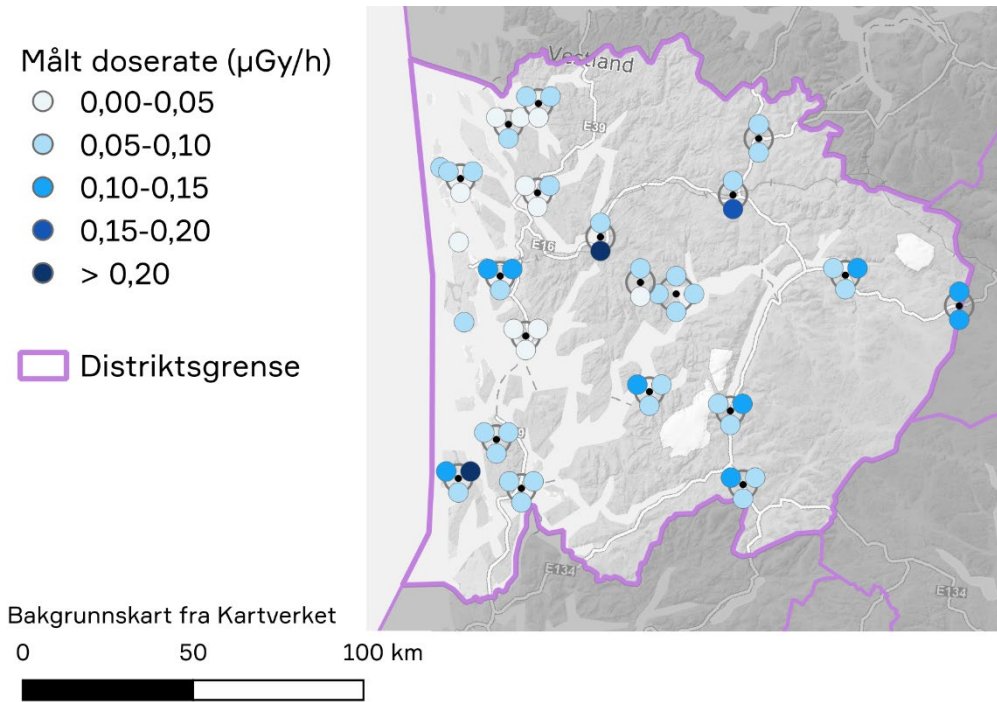 Målt doserate (μGy/h)
0,00-0,05
0,05-0,10
0,10-0,15
0,15-0,20
> 0,20
Distriktsgrense
Vestland
E39
E16
9
E134
E134
Bakgrunnskart fra Kartverket
0 50 100 km